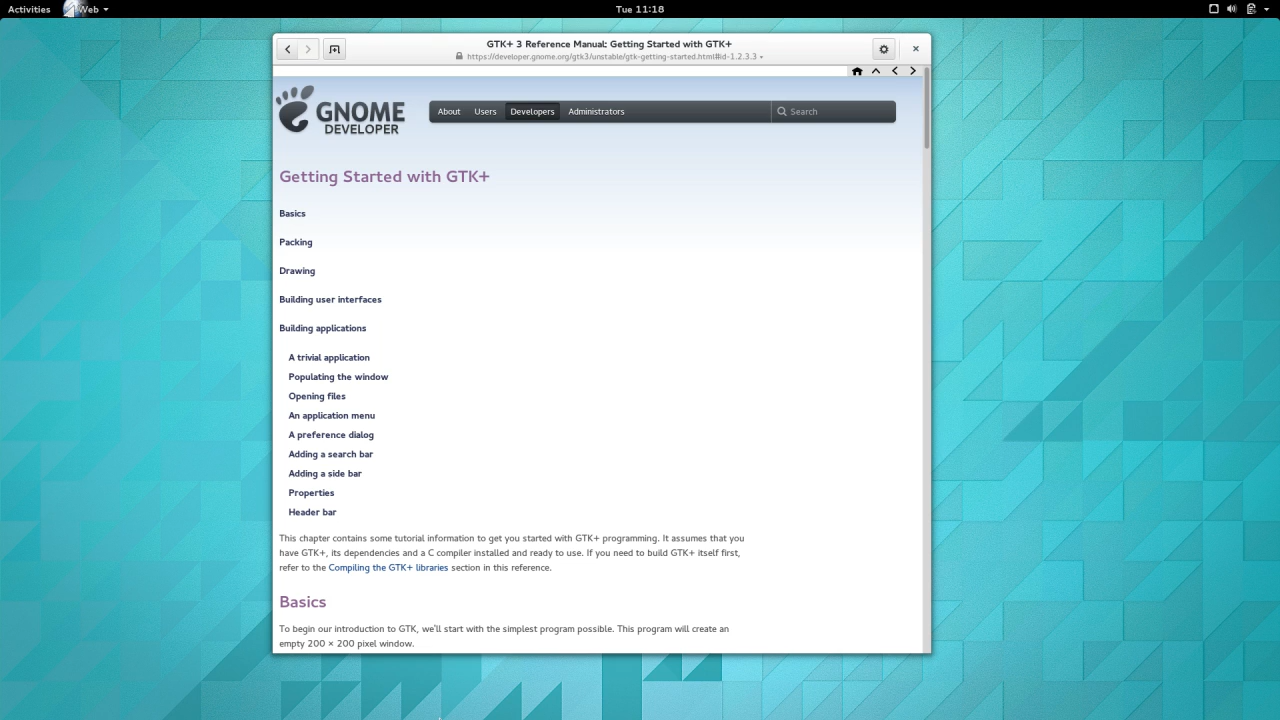 Activities Web Tue 11:18
GTK+ 3 Reference Manual: Getting Started with GTK+
https://developer.gnome.org/gtk3/unstable/gtk-getting-started.html#id-1.2.3.3
GNOME
DEVELOPER
About Users Developers Administrators Search
Getting Started with GTK+
Basics
Packing
Drawing
Building user interfaces
Building applications
A trivial application
Populating the window
Opening files
An application menu
A preference dialog
Adding a search bar
Adding a side bar
Properties
Header bar
This chapter contains some tutorial information to get you started with GTK+ programming. It assumes that you
have GTK+, its dependencies and a C compiler installed and ready to use. If you need to build GTK+ itself first,
refer to the Compiling the GTK+ libraries section in this reference.
Basics
To begin our introduction to GTK, we'll start with the simplest program possible. This program will create an
empty 200 × 200 pixel window.